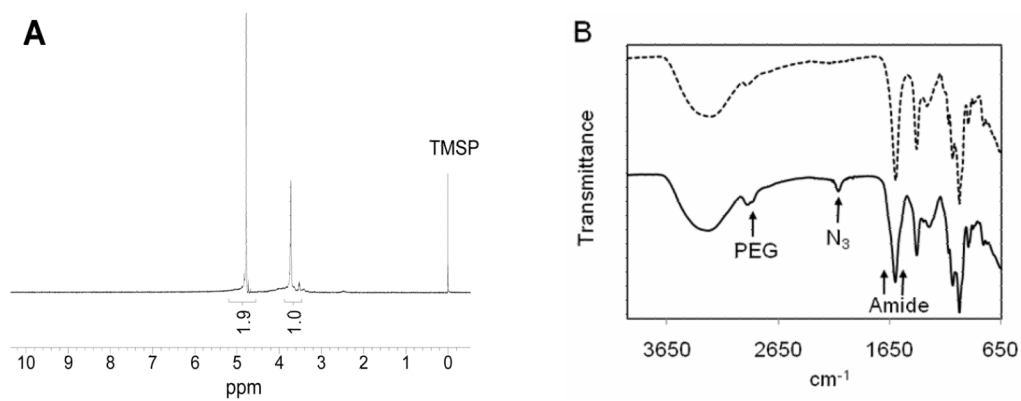 A
TMSP
1.9
1.0
10 9 8 7 6 5 4 3 2 1 0
ppm
B
Transmittance
PEG
N₃
Amide
3650 2650 1650 650
cm⁻¹